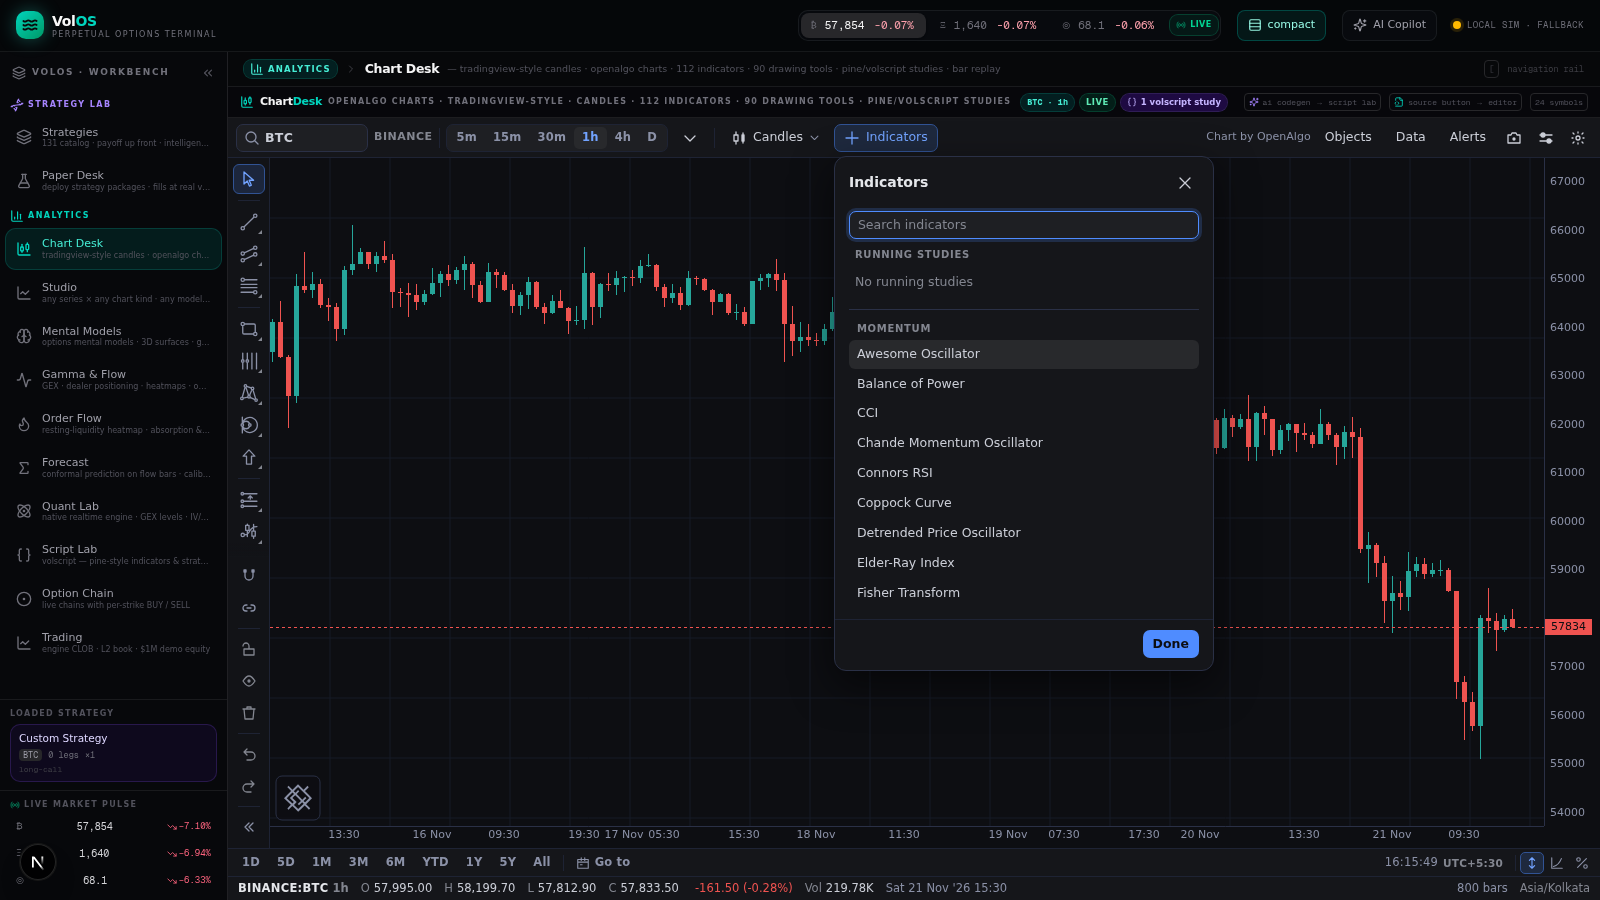 VolOS
PERPETUAL OPTIONS TERMINAL
57,854 -0.07% 1,640 -0.07% 68.1 -0.06% LIVE
compact
AI Copilot
LOCAL SIM · FALLBACK
VOLOS · WORKBENCH
ANALYTICS › Chart Desk — tradingview-style candles · openalgo charts · 112 indicators · 90 drawing tools · pine/volscript studies · bar replay
[ navigation rail
ChartDesk OPENALGO CHARTS · TRADINGVIEW-STYLE · CANDLES · 112 INDICATORS · 90 DRAWING TOOLS · PINE/VOLSCRIPT STUDIES BTC · 1h LIVE 1 volscript study ai codegen → script lab source button → editor 24 symbols
STRATEGY LAB
Strategies
131 catalog · payoff up front · intelligen...
Paper Desk
deploy strategy packages · fills at real v...
ANALYTICS
Chart Desk
tradingview-style candles · openalgo ch...
Studio
any series × any chart kind · any model...
Mental Models
options mental models · 3D surfaces · g...
Gamma & Flow
GEX · dealer positioning · heatmaps · o...
Order Flow
resting-liquidity heatmap · absorption &...
Forecast
conformal prediction on flow bars · calib...
Quant Lab
native realtime engine · GEX levels · IV/...
Script Lab
volscript — pine-style indicators & strat...
Option Chain
live chains with per-strike BUY / SELL
Trading
engine CLOB · L2 book · $1M demo equity
LOADED STRATEGY
Custom Strategy
BTC 0 legs ×1
long-call
LIVE MARKET PULSE
57,854 -7.10%
1,640 -6.94%
68.1 -6.33%
N
BTC BINANCE 5m 15m 30m 1h 4h D Candles Indicators Chart by OpenAlgo Objects Data Alerts
Indicators
Search indicators
RUNNING STUDIES
No running studies
MOMENTUM
Awesome Oscillator
Balance of Power
CCI
Chande Momentum Oscillator
Connors RSI
Coppock Curve
Detrended Price Oscillator
Elder-Ray Index
Fisher Transform
Done
67000
66000
65000
64000
63000
62000
61000
60000
59000
57834
57000
56000
55000
54000
13:30 16 Nov 09:30 19:30 17 Nov 05:30 15:30 18 Nov 11:30 19 Nov 07:30 17:30 20 Nov 13:30 21 Nov 09:30
1D 5D 1M 3M 6M YTD 1Y 5Y All Go to 16:15:49 UTC+5:30
BINANCE:BTC 1h O 57,995.00 H 58,199.70 L 57,812.90 C 57,833.50 -161.50 (-0.28%) Vol 219.78K Sat 21 Nov '26 15:30 800 bars Asia/Kolkata